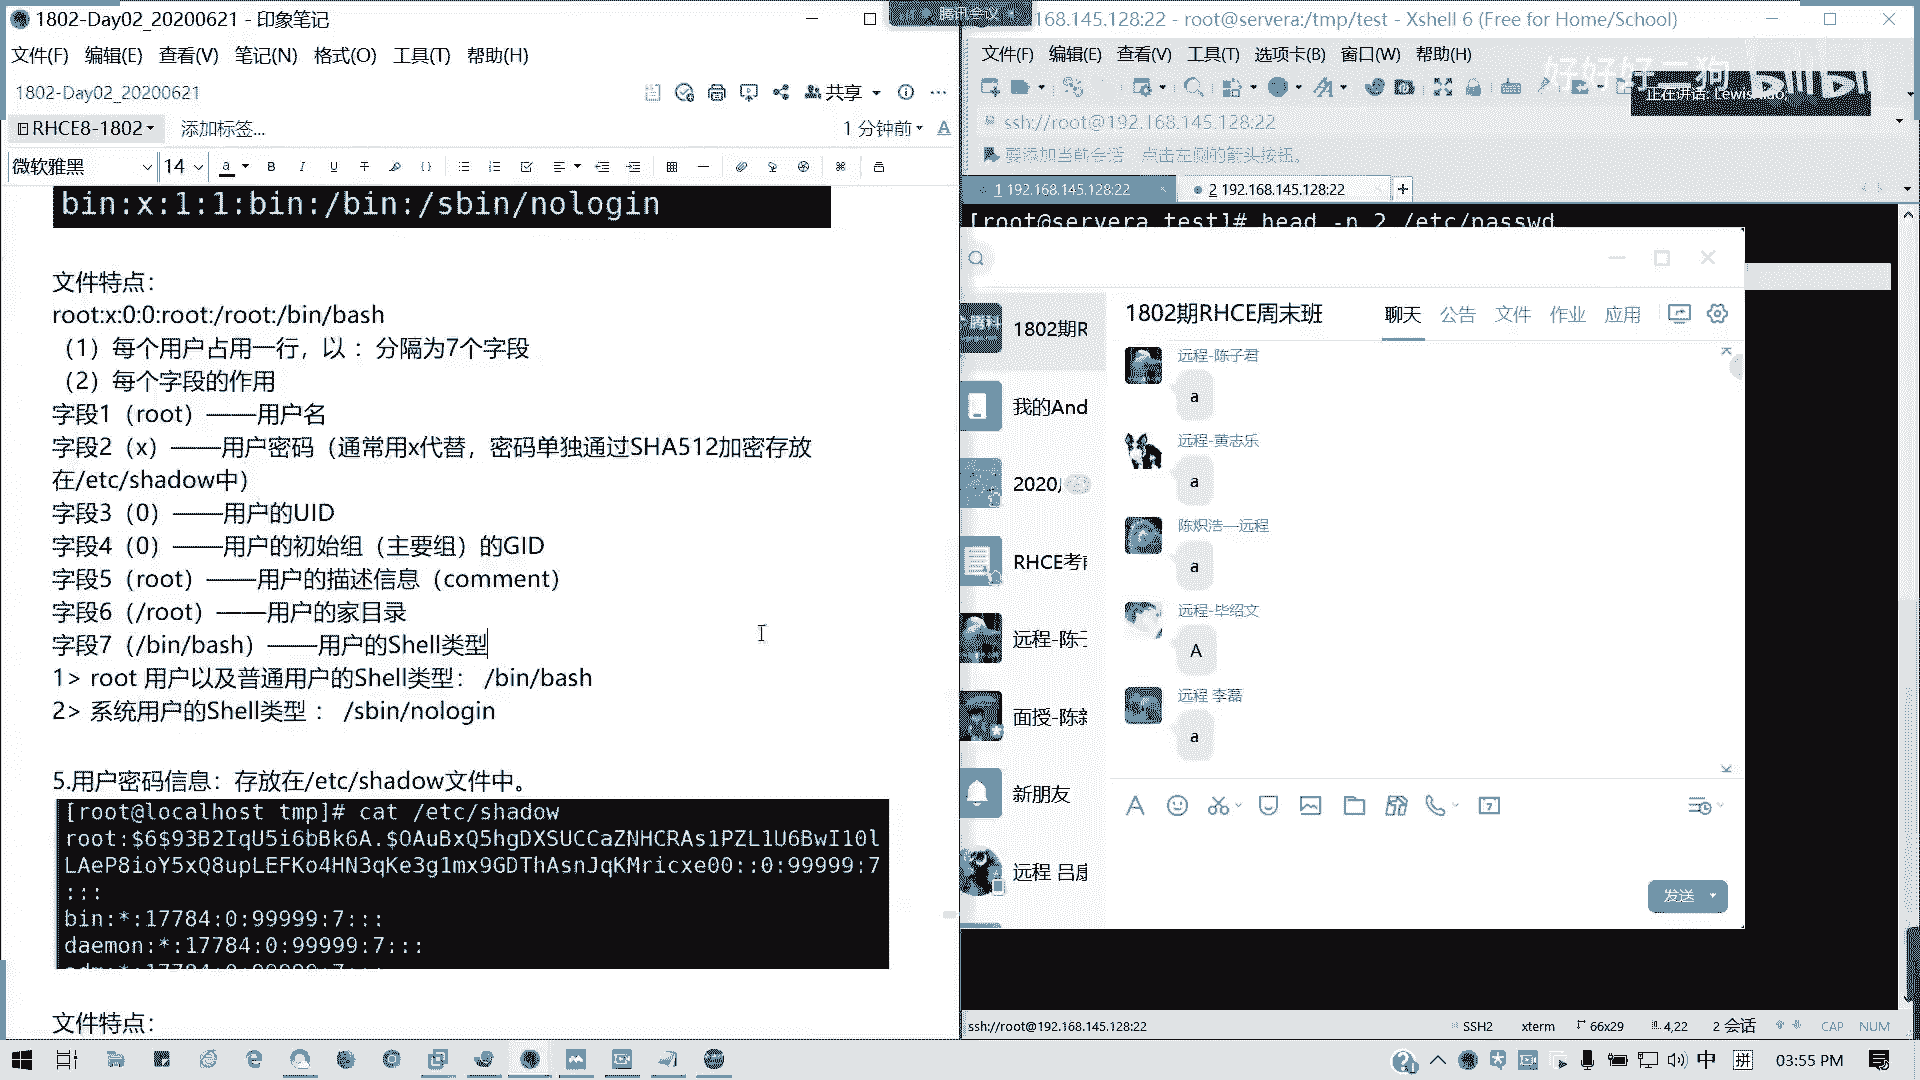 1802-Day02_20200621 - 印象笔记
文件(F) 编辑(E) 查看(V) 笔记(N) 格式(O) 工具(T) 帮助(H)
1802-Day02_20200621
共享
RHCE8-1802
添加标签...
1 分钟前
微软雅黑
14
bin:x:1:1:bin:/bin:/sbin/nologin
文件特点：
root:x:0:0:root:/root:/bin/bash
（1）每个用户占用一行，以 ：分隔为7个字段
（2）每个字段的作用
字段1（root）——用户名
字段2（x）——用户密码（通常用x代替，密码单独通过SHA512加密存放
在/etc/shadow中）
字段3（0）——用户的UID
字段4（0）——用户的初始组（主要组）的GID
字段5（root）——用户的描述信息（comment）
字段6（/root）——用户的家目录
字段7（/bin/bash）——用户的Shell类型
1> root 用户以及普通用户的Shell类型： /bin/bash
2> 系统用户的Shell类型 ： /sbin/nologin
5.用户密码信息：存放在/etc/shadow文件中。
[root@localhost tmp]# cat /etc/shadow
root:$6$93B2IqU5i6bBk6A.$OAuBxQ5hgDXSUCCaZNHCRAs1PZL1U6BwI10l
LAeP8ioY5xQ8upLEFKo4HN3qKe3g1mx9GDThAsnJqKMricxe00::0:99999:7
:::
bin:*:17784:0:99999:7:::
daemon:*:17784:0:99999:7:::
文件特点：
腾讯会议
168.145.128:22 - root@servera:/tmp/test - Xshell 6 (Free for Home/School)
文件(F) 编辑(E) 查看(V) 工具(T) 选项卡(B) 窗口(W) 帮助(H)
好好好二狗
bilibili
正在讲话:
ssh://root@192.168.145.128:22
要添加当前会话，点击左侧的箭头按钮。
1 192.168.145.128:22
2 192.168.145.128:22
[root@servera test]# head -n 2 /etc/passwd
1802期R
我的And
2020
RHCE考
远程-陈
面授-陈
新朋友
远程 吕
1802期RHCE周末班
聊天 公告 文件 作业 应用
远程-陈子君
a
远程-黄志乐
a
陈炽浩—远程
a
远程-毕绍文
A
远程 李磊
a
发送
ssh://root@192.168.145.128:22
SSH2
xterm
66x29
4,22
2 会话
CAP
NUM
中
拼
03:55 PM